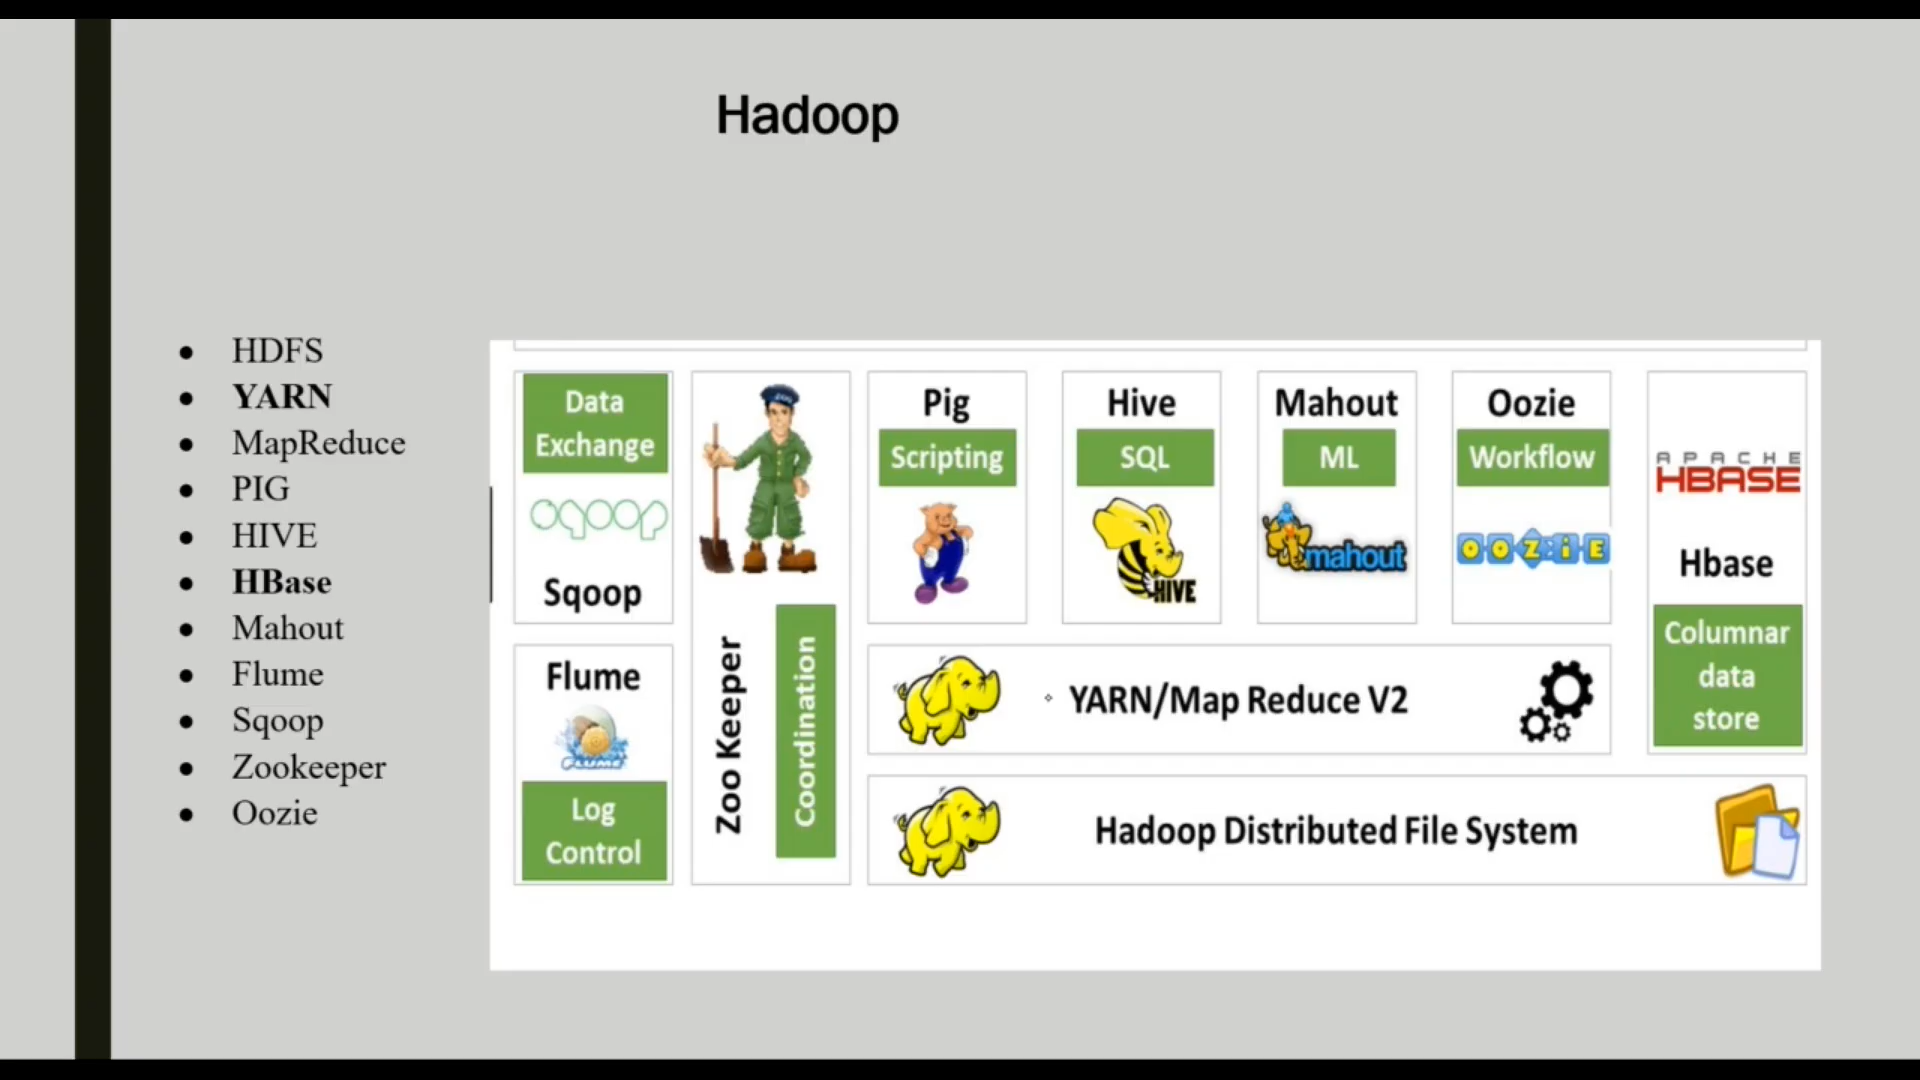 Hadoop
HDFS
YARN
MapReduce
PIG
HIVE
HBase
Mahout
Flume
Sqoop
Zookeeper
Oozie
Data
Exchange
sqoop
Sqoop
Flume
FLUME
Log
Control
Zoo Keeper
Coordination
Pig
Scripting
Hive
SQL
HIVE
Mahout
ML
mahout
Oozie
Workflow
OOZiE
APACHE
HBASE
Hbase
Columnar
data
store
YARN/Map Reduce V2
Hadoop Distributed File System